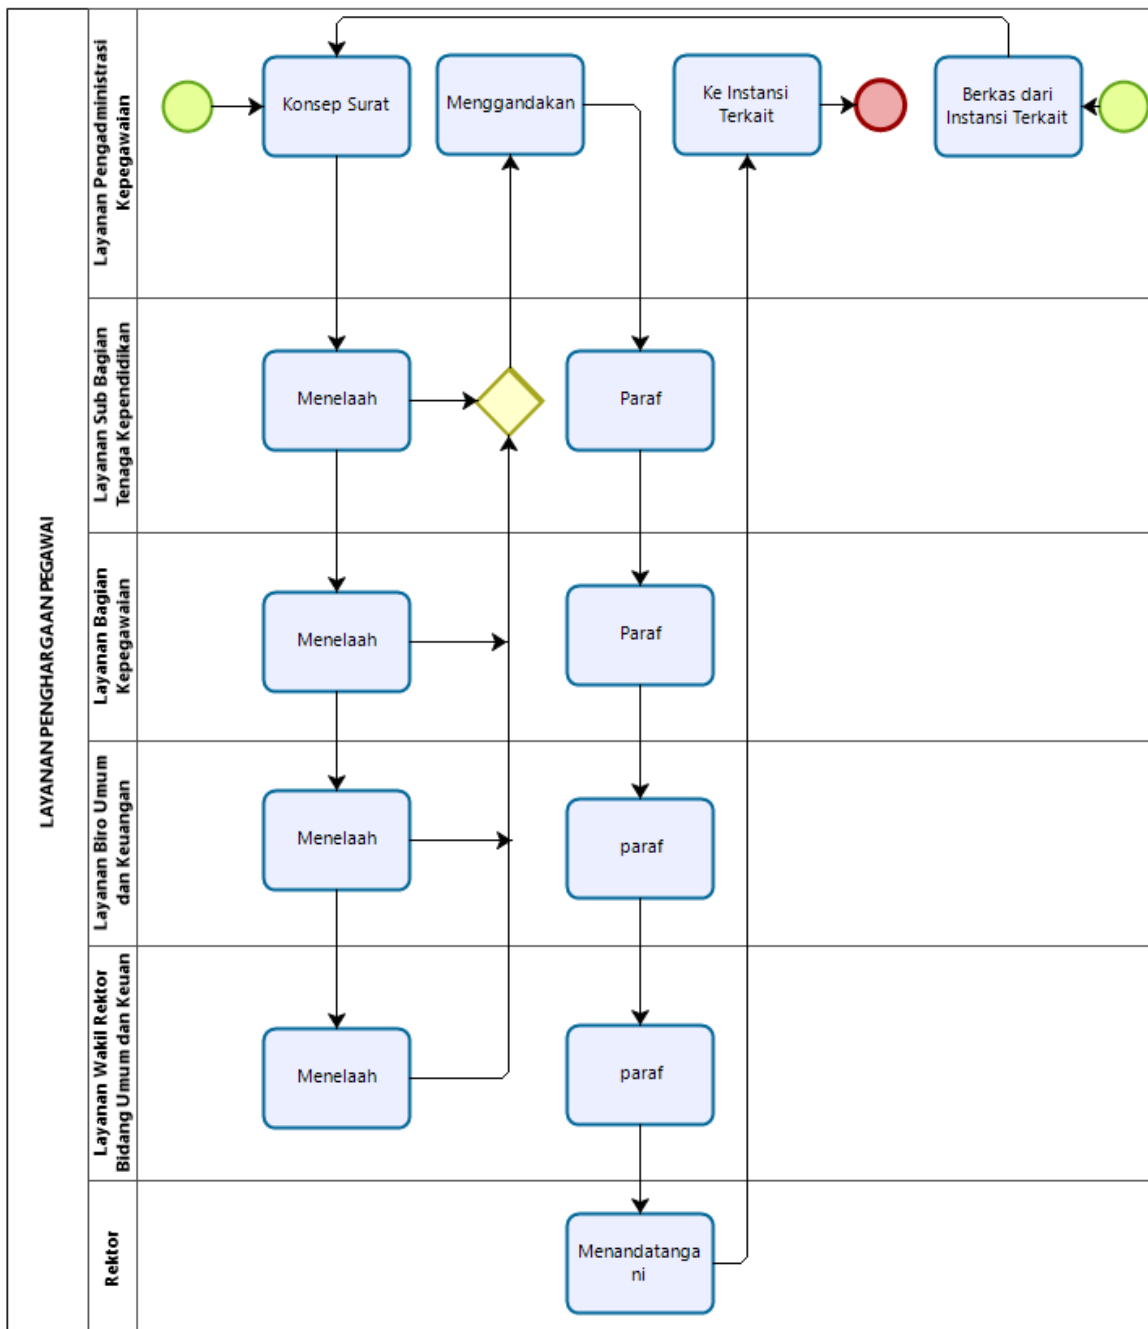 LAYANAN PENGHARGAAN PEGAWAI
Layanan Pengadministrasi
Kepegawaian
Konsep Surat
Menggandakan
Ke Instansi
Terkait
Berkas dari
Instansi Terkait
Layanan Sub Bagian
Tenaga Kependidikan
Menelaah
Paraf
Layanan Bagian
Kepegawaian
Menelaah
Paraf
Layanan Biro Umum
dan Keuangan
Menelaah
paraf
Layanan Wakil Rektor
Bidang Umum dan Keuan
Menelaah
paraf
Rektor
Menandatanga
ni